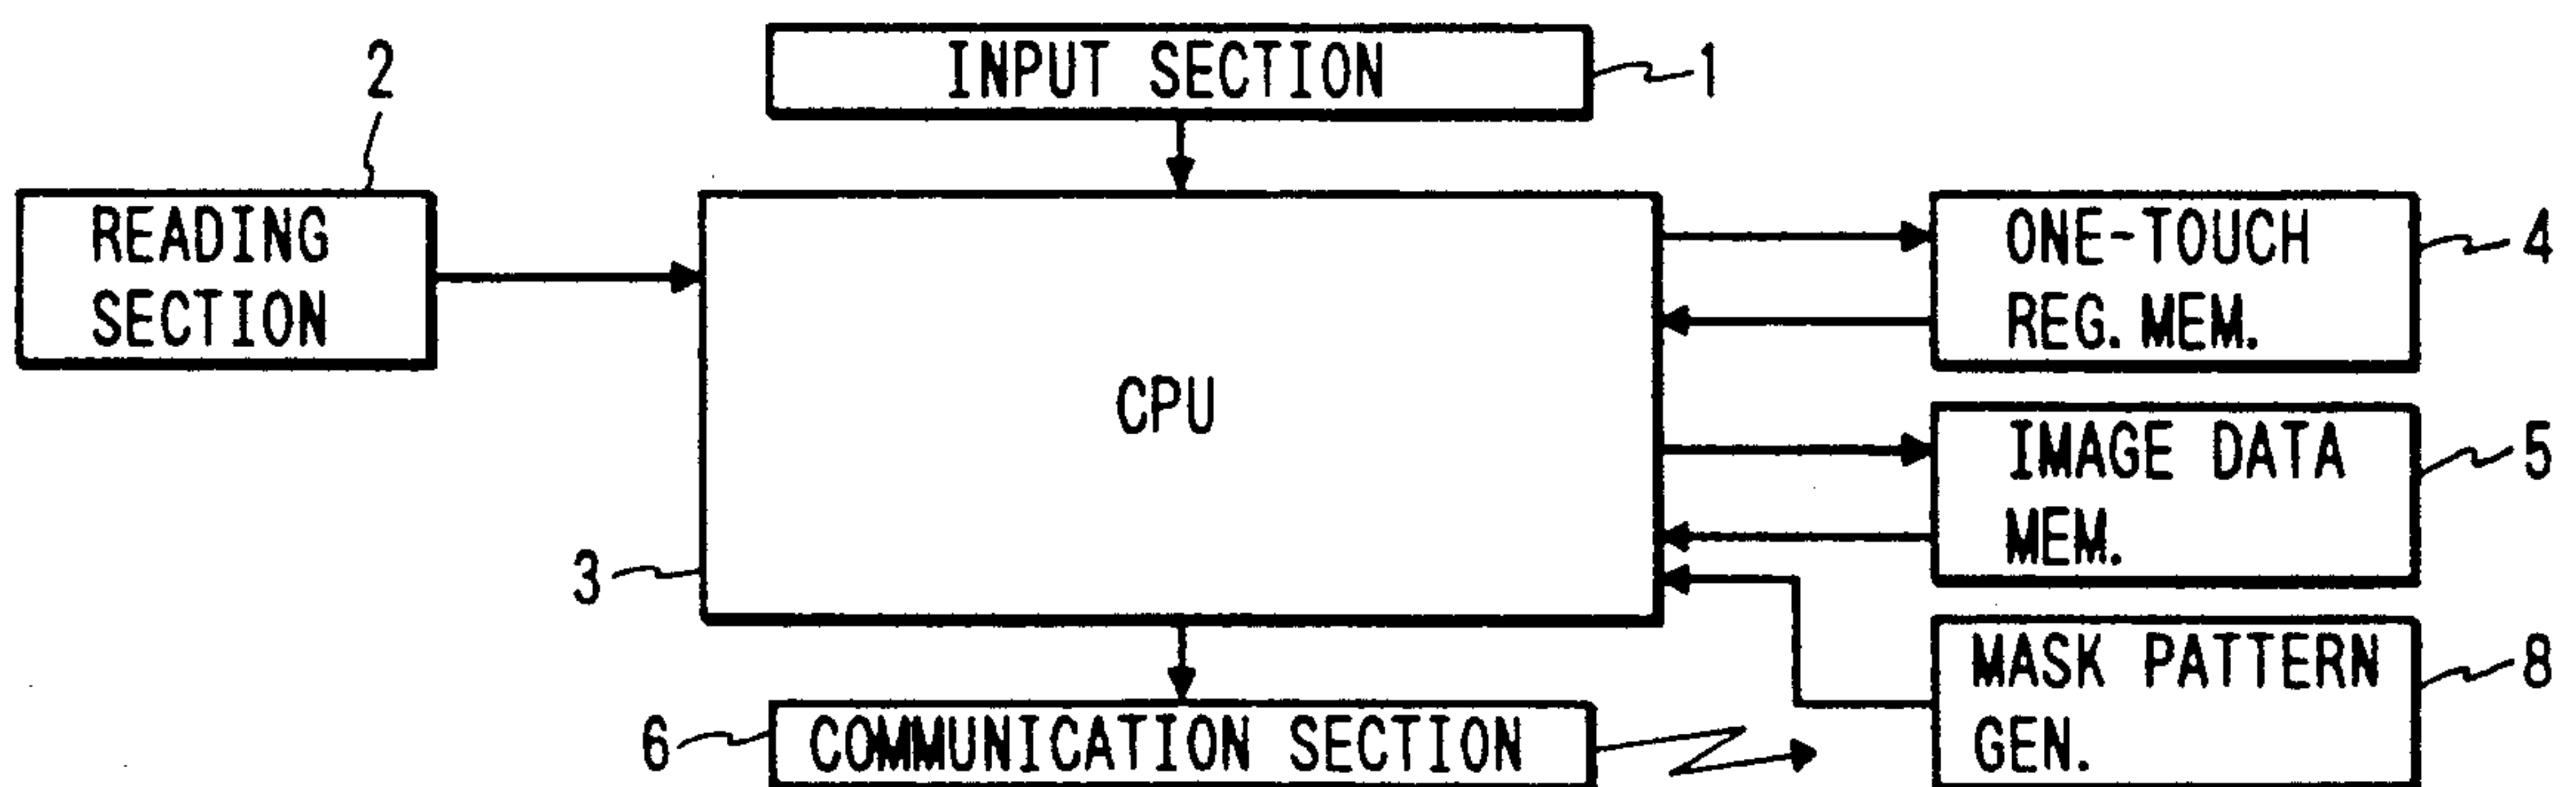 INPUT SECTION
1
2
READING
SECTION
CPU
3
ONE-TOUCH
REG. MEM.
4
IMAGE DATA
MEM.
5
MASK PATTERN
GEN.
8
6
COMMUNICATION SECTION